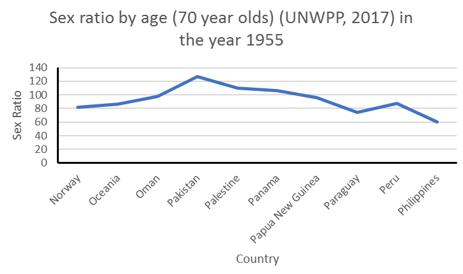 Sex ratio by age (70 year olds) (UNWPP, 2017) in
the year 1955
140
120
100
80
60
40
20
0
Sex Ratio
Norway
Oceania
Oman
Pakistan
Palestine
Panama
Papua New Guinea
Paraguay
Peru
Philippines
Country